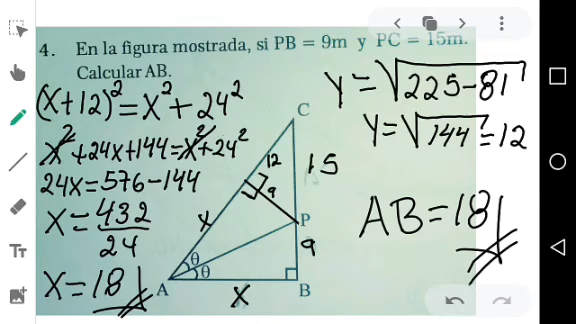 4. En la figura mostrada, si PB = 9m y PC = 15m.
Calcular AB.
(x+12)²=x²+24²
x²+24x+144=x²+24²
24x=576-144
x=432/24
x=18
y=√225-81
y=√144=12
AB=18
C
12
15
9
P
x
9
θ
θ
A
x
B
TT